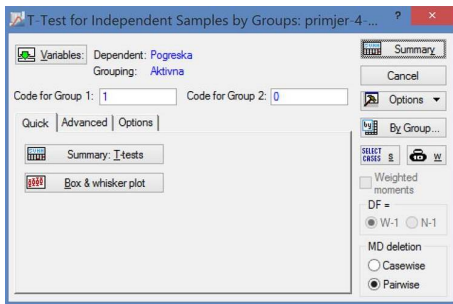 T-Test for Independent Samples by Groups: primjer-4-... ? ×
Variables: Dependent: Pogreska
Grouping: Aktivna
Code for Group 1: 1 Code for Group 2: 0
Quick Advanced Options
Summary: T-tests
Box & whisker plot
Summary
Cancel
Options
By Group...
SELECT CASES S W
Weighted moments
DF =
W-1 N-1
MD deletion
Casewise
Pairwise